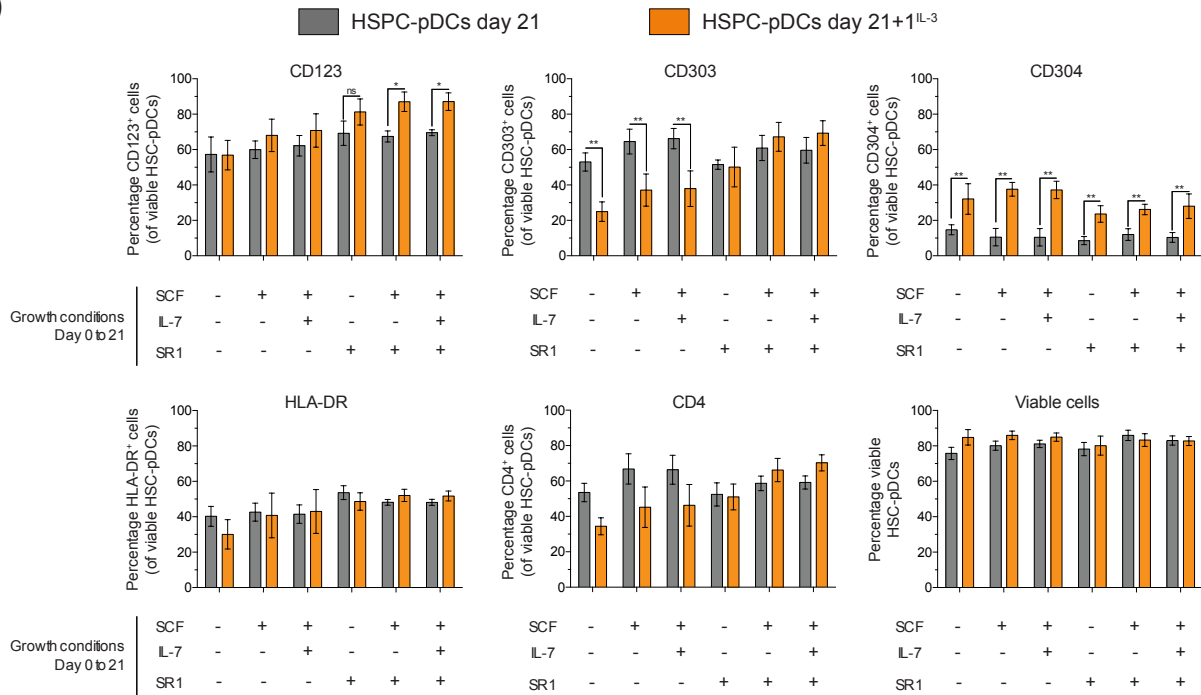 )
HSPC-pDCs day 21 HSPC-pDCs day 21+1IL-3
CD123
Percentage CD123+ cells
(of viable HSC-pDCs)
100
80
60
40
20
0
ns * *
CD303
Percentage CD303+ cells
(of viable HSC-pDCs)
100
80
60
40
20
0
** ** **
CD304
Percentage CD304+ cells
(of viable HSC-pDCs)
100
80
60
40
20
0
** ** ** ** ** **
Growth conditions
Day 0 to 21
SCF - + + - + +
IL-7 - - + - - +
SR1 - - - + + +
SCF - + + - + +
IL-7 - - + - - +
SR1 - - - + + +
SCF - + + - + +
IL-7 - - + - - +
SR1 - - - + + +
HLA-DR
Percentage HLA-DR+ cells
(of viable HSC-pDCs)
100
80
60
40
20
0
CD4
Percentage CD4+ cells
(of viable HSC-pDCs)
100
80
60
40
20
0
Viable cells
Percentage viable
HSC-pDCs
100
80
60
40
20
0
Growth conditions
Day 0 to 21
SCF - + + - + +
IL-7 - - + - - +
SR1 - - - + + +
SCF - + + - + +
IL-7 - - + - - +
SR1 - - - + + +
SCF - + + - + +
IL-7 - - + - - +
SR1 - - - + + +